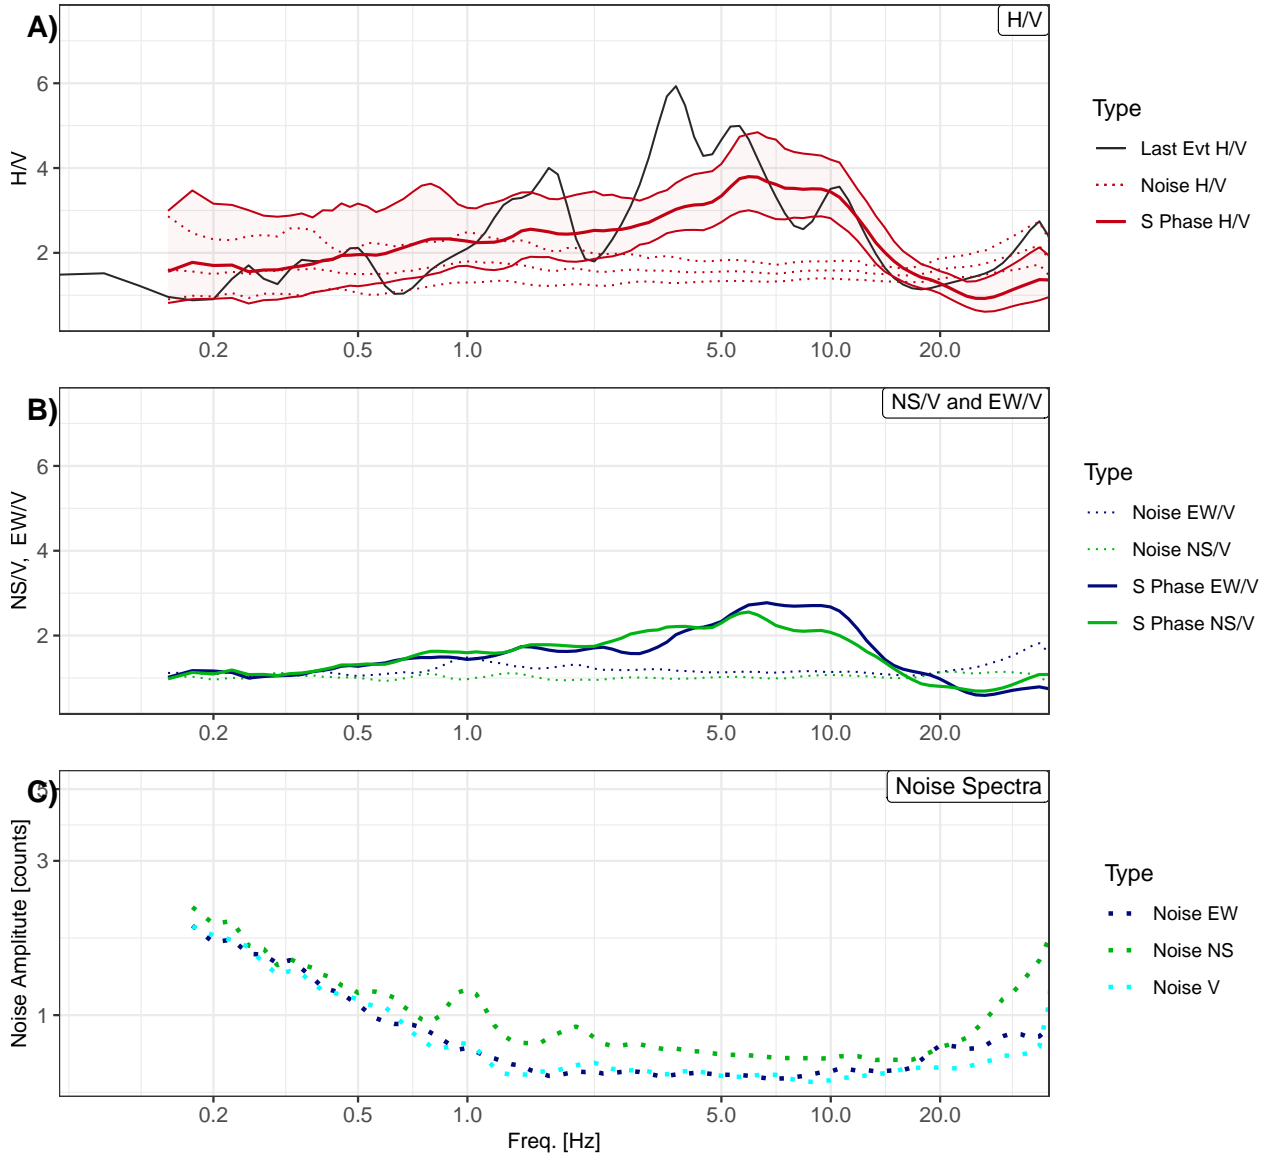 A)
H/V
6
4
2
H/V
0.2 0.5 1.0 5.0 10.0 20.0
Type
Last Evt H/V
Noise H/V
S Phase H/V
B)
NS/V and EW/V
6
4
2
NS/V, EW/V
0.2 0.5 1.0 5.0 10.0 20.0
Type
Noise EW/V
Noise NS/V
S Phase EW/V
S Phase NS/V
C)
Noise Spectra
5
3
1
Noise Amplitude [counts]
0.2 0.5 1.0 5.0 10.0 20.0
Freq. [Hz]
Type
Noise EW
Noise NS
Noise V